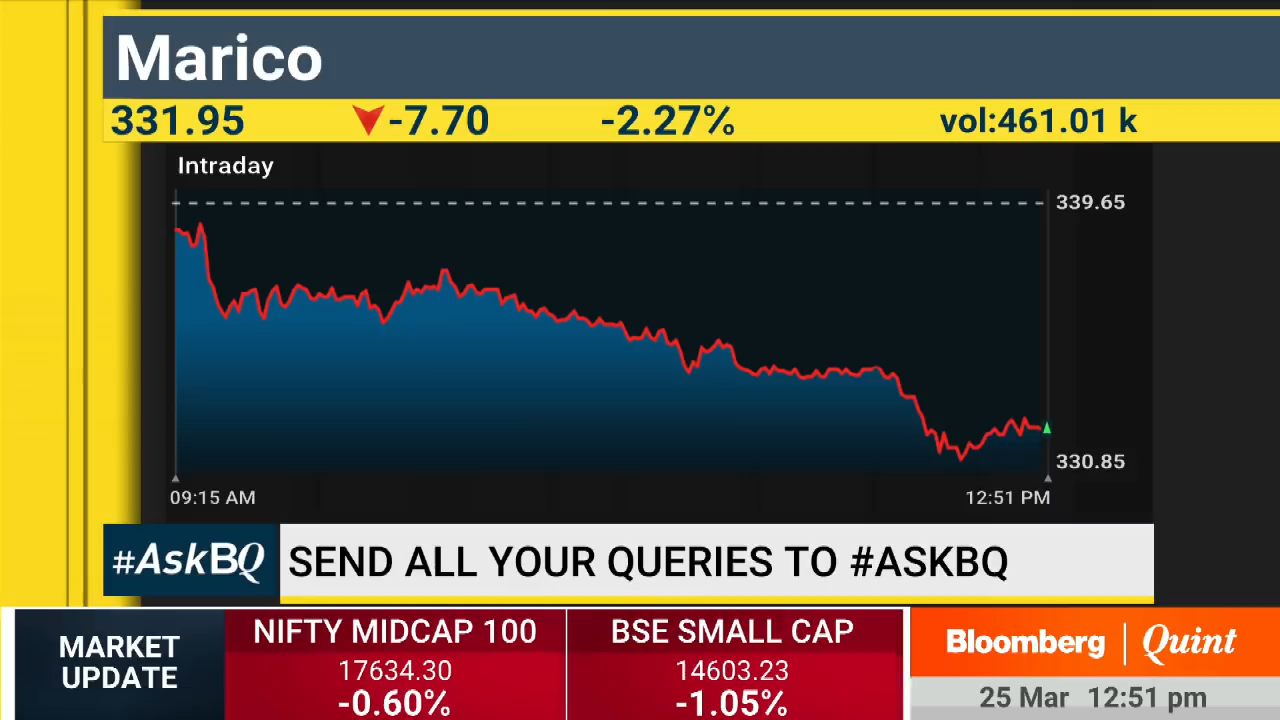 Marico
331.95 -7.70 -2.27% vol:461.01 k
Intraday
339.65
330.85
09:15 AM 12:51 PM
#AskBQ SEND ALL YOUR QUERIES TO #ASKBQ
MARKET
UPDATE
NIFTY MIDCAP 100
17634.30
-0.60%
BSE SMALL CAP
14603.23
-1.05%
Bloomberg | Quint
25 Mar 12:51 pm